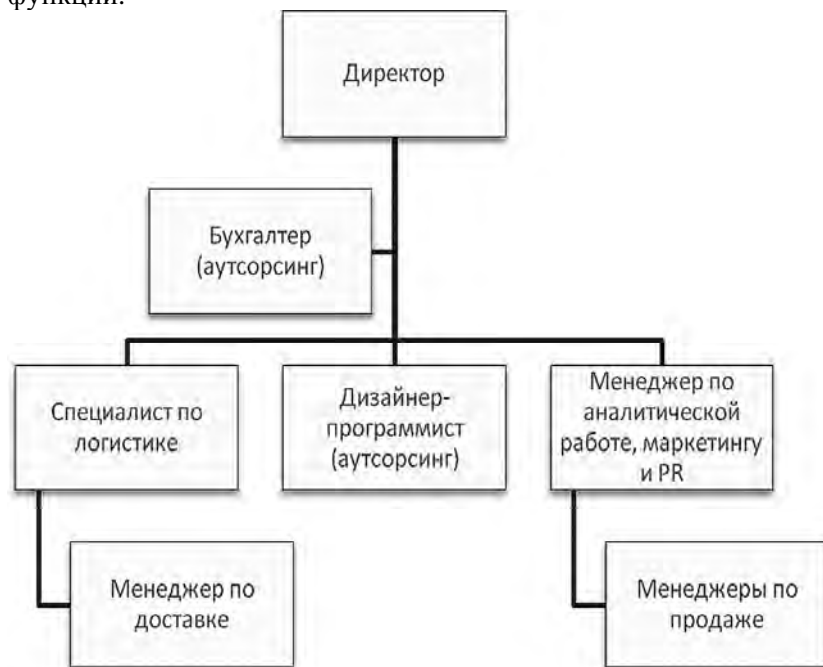 функции.
Директор
Бухгалтер
(аутсорсинг)
Специалист по
логистике
Дизайнер-
программист
(аутсорсинг)
Менеджер по
аналитической
работе, маркетингу
и PR
Менеджер по
доставке
Менеджеры по
продаже